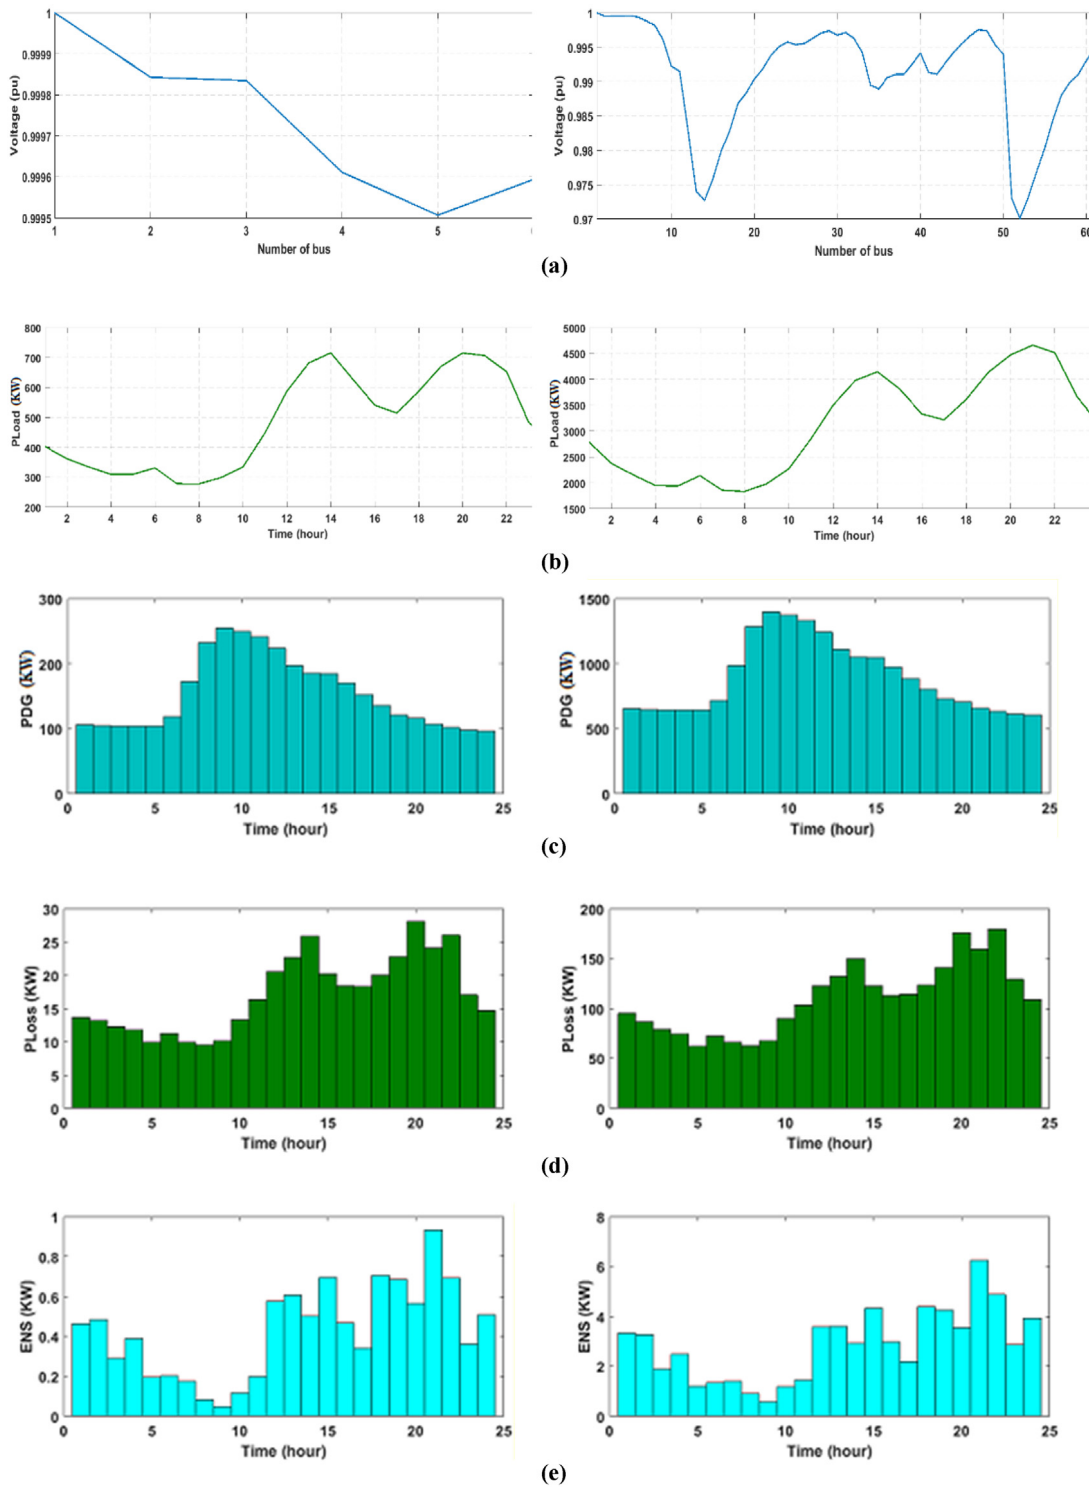 1
0.9999
0.9998
0.9997
0.9996
0.9995
Voltage (pu)
1 2 3 4 5
Number of bus
1
0.995
0.99
0.985
0.98
0.975
0.97
Voltage (pu)
10 20 30 40 50 60
Number of bus
(a)
800
700
600
500
400
300
200
PLoad (KW)
2 4 6 8 10 12 14 16 18 20 22
Time (hour)
5000
4500
4000
3500
3000
2500
2000
1500
PLoad (KW)
2 4 6 8 10 12 14 16 18 20 22
Time (hour)
(b)
300
200
100
0
PDG (KW)
0 5 10 15 20 25
Time (hour)
1500
1000
500
0
PDG (KW)
0 5 10 15 20 25
Time (hour)
(c)
30
25
20
15
10
5
0
PLoss (KW)
0 5 10 15 20 25
Time (hour)
200
150
100
50
0
PLoss (KW)
0 5 10 15 20 25
Time (hour)
(d)
1
0.8
0.6
0.4
0.2
0
ENS (KW)
0 5 10 15 20 25
Time (hour)
8
6
4
2
0
ENS (KW)
0 5 10 15 20 25
Time (hour)
(e)